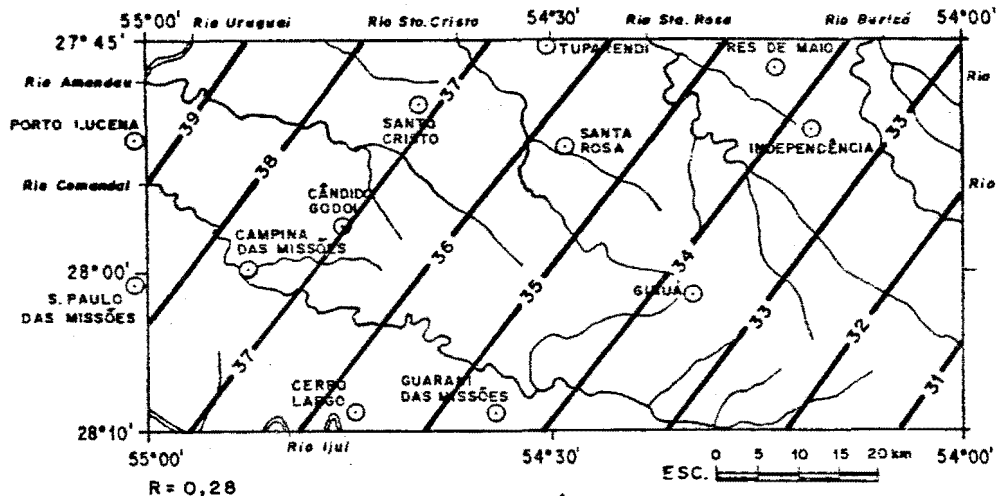 55°00' Rio Uruguai Rio Sto. Cristo 54°30' Rio Sta. Rosa Rio Buricá 54°00'
27°45'
TUPARENDI
RES DE MAIO
Rio Amandau
Rio
39
37
SANTO
CRISTO
PORTO LUCENA
SANTA
ROSA
INDEPENDÊNCIA
33
38
Rio Comandaí
Rio
CÂNDIDO
GODOI
CAMPINA
DAS MISSÕES
36
34
28°00'
S. PAULO
DAS MISSÕES
35
GIRUÁ
33
32
37
31
CERRO
LARGO
GUARANI
DAS MISSÕES
28°10'
Rio Ijuí
55°00' 54°30' 54°00'
ESC. 0 5 10 15 20 km
R = 0,28